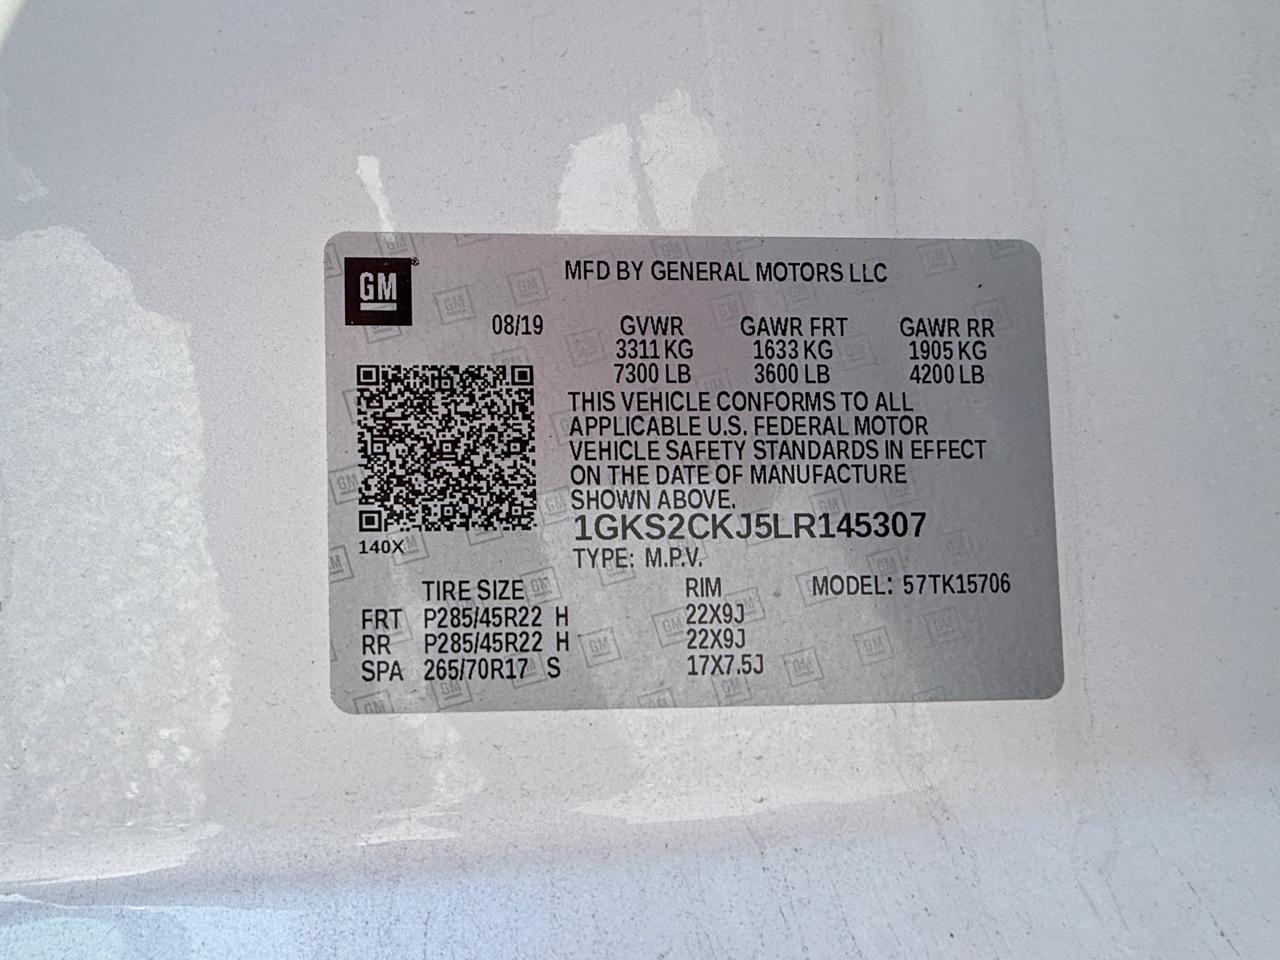 GM
MFD BY GENERAL MOTORS LLC
08/19 GVWR GAWR FRT GAWR RR
3311 KG 1633 KG 1905 KG
7300 LB 3600 LB 4200 LB
THIS VEHICLE CONFORMS TO ALL
APPLICABLE U.S. FEDERAL MOTOR
VEHICLE SAFETY STANDARDS IN EFFECT
ON THE DATE OF MANUFACTURE
SHOWN ABOVE.
1GKS2CKJ5LR145307
140X
TYPE: M.P.V.
TIRE SIZE RIM MODEL: 57TK15706
FRT P285/45R22 H 22X9J
RR P285/45R22 H 22X9J
SPA 265/70R17 S 17X7.5J